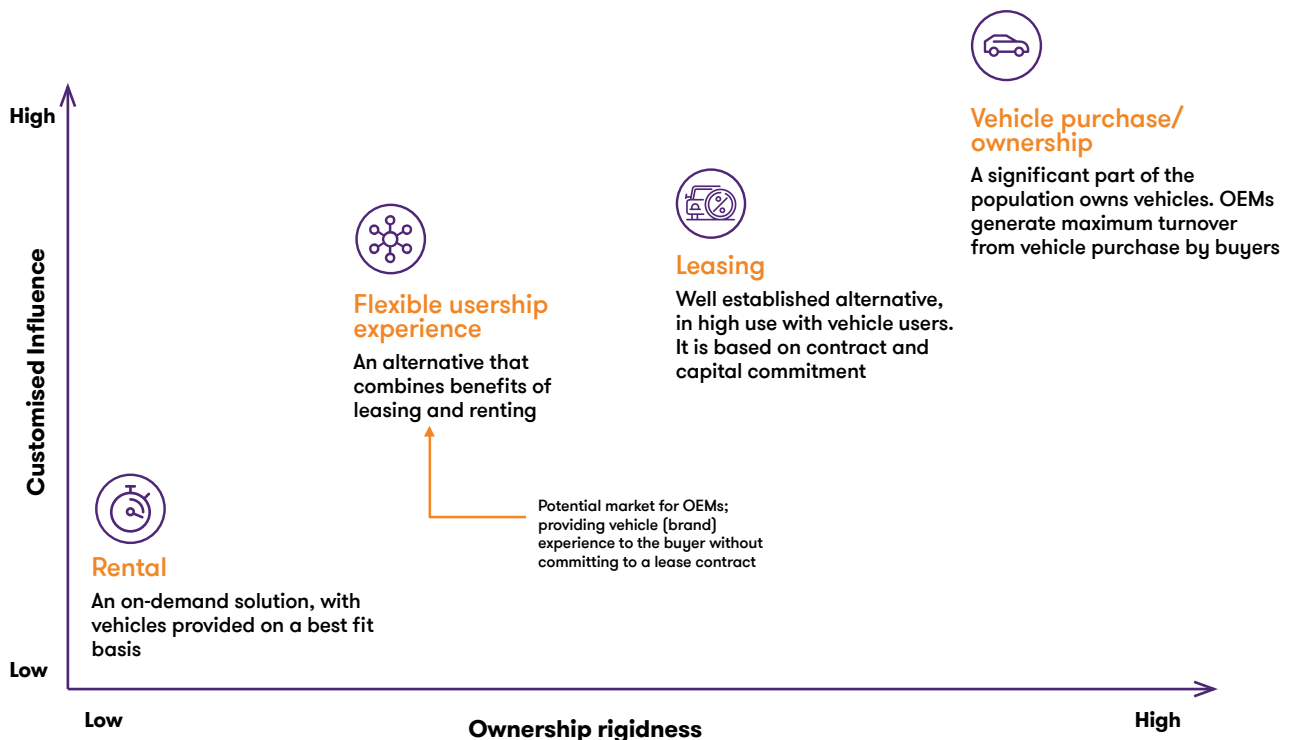 High
Customised Influence
Low
Low
Ownership rigidness
High
Vehicle purchase/
ownership
A significant part of the
population owns vehicles. OEMs
generate maximum turnover
from vehicle purchase by buyers
Leasing
Well established alternative,
in high use with vehicle users.
It is based on contract and
capital commitment
Flexible usership
experience
An alternative that
combines benefits of
leasing and renting
Potential market for OEMs;
providing vehicle (brand)
experience to the buyer without
committing to a lease contract
Rental
An on-demand solution, with
vehicles provided on a best fit
basis